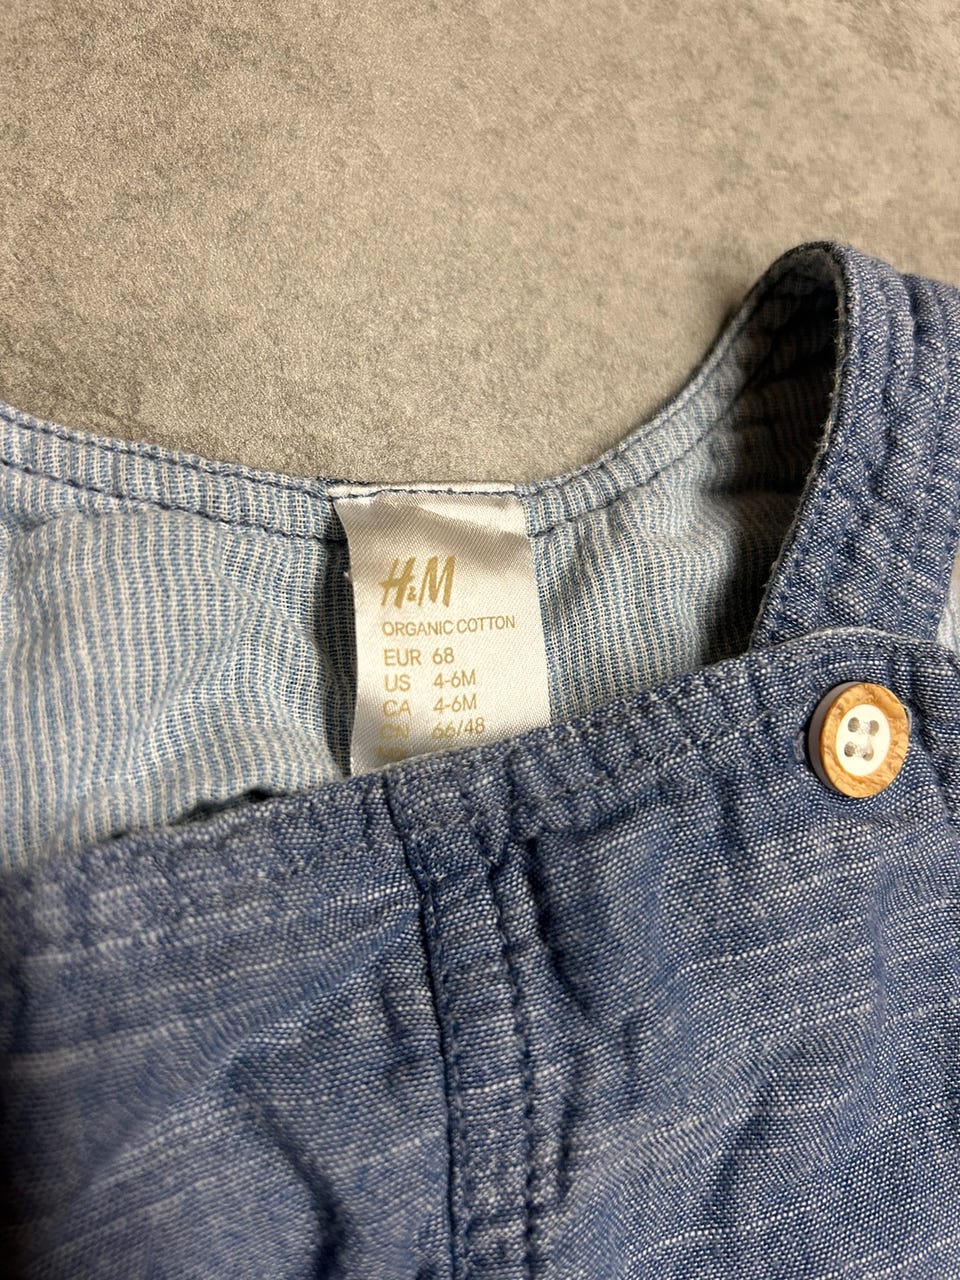 H&M
ORGANIC COTTON
EUR 68
US 4-6M
CA 4-6M
CN 66/48